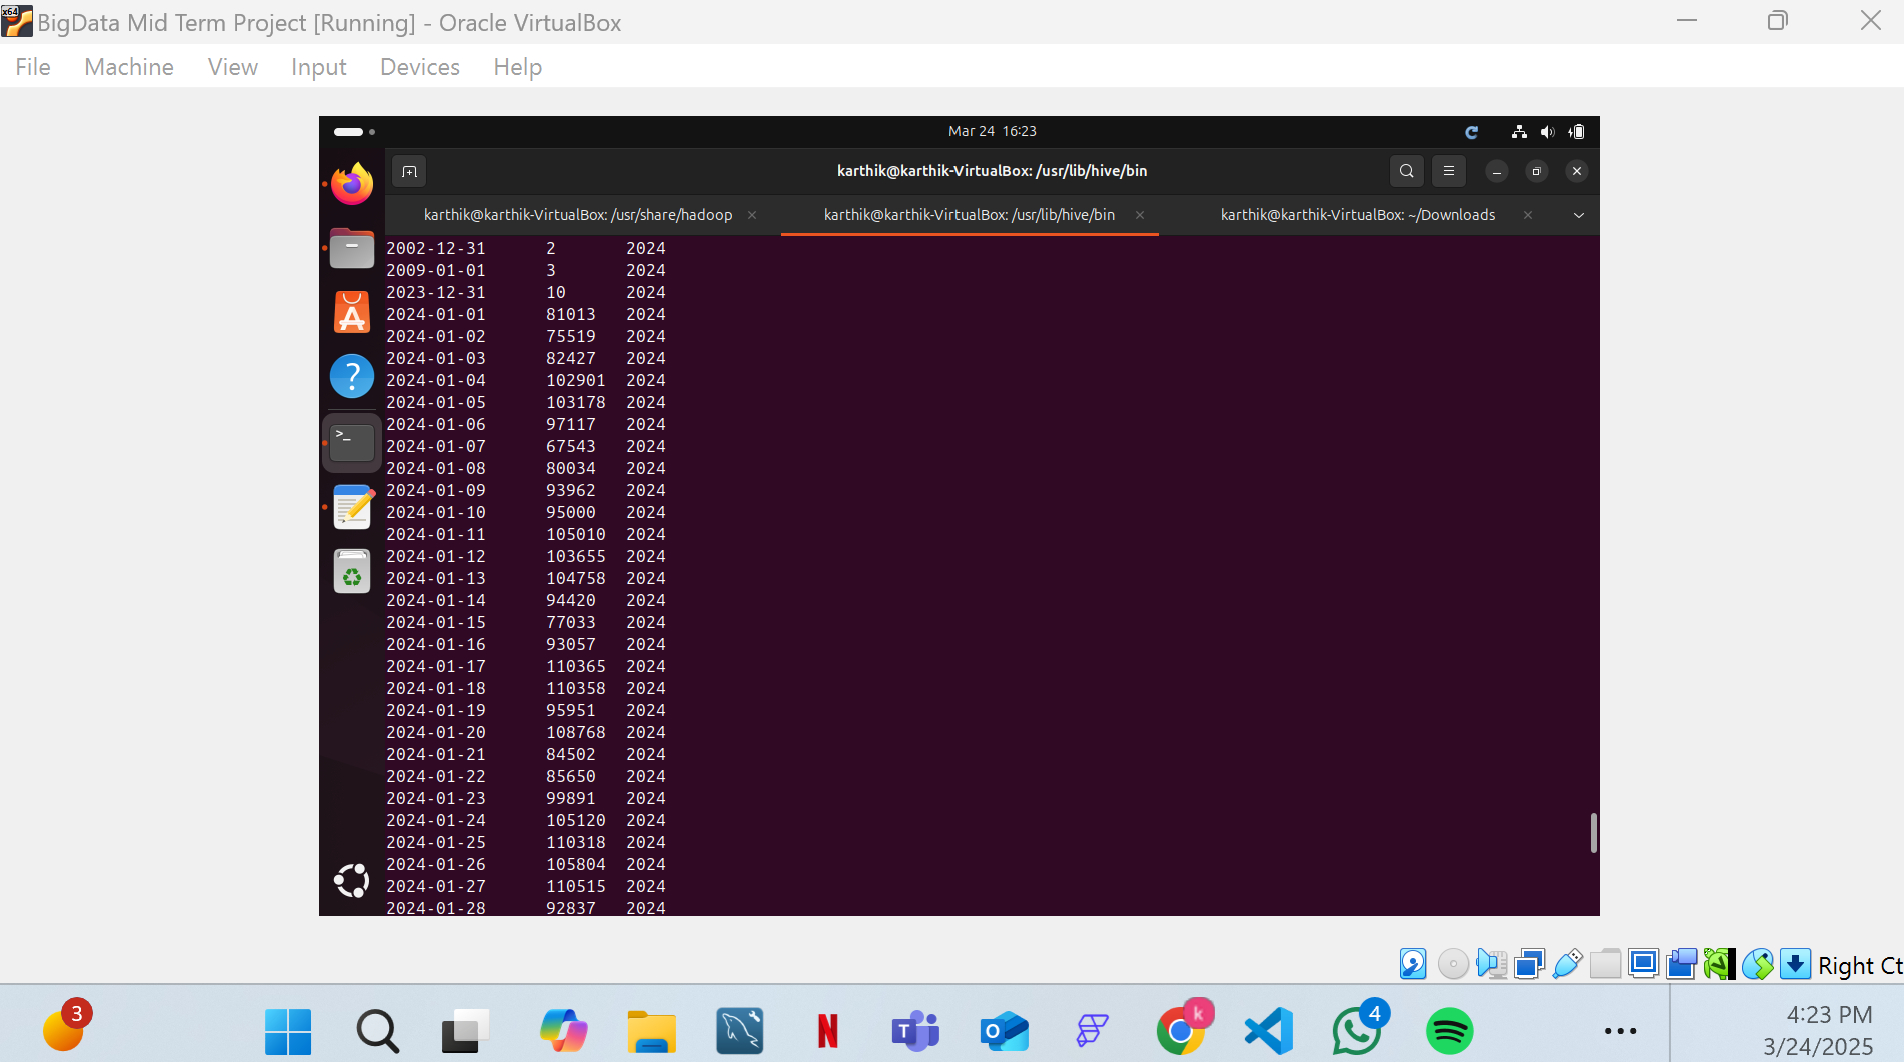 BigData Mid Term Project [Running] - Oracle VirtualBox
File Machine View Input Devices Help
Mar 24 16:23
karthik@karthik-VirtualBox: /usr/lib/hive/bin
karthik@karthik-VirtualBox: /usr/share/hadoop
karthik@karthik-VirtualBox: /usr/lib/hive/bin
karthik@karthik-VirtualBox: ~/Downloads
2002-12-31 2 2024
2009-01-01 3 2024
2023-12-31 10 2024
2024-01-01 81013 2024
2024-01-02 75519 2024
2024-01-03 82427 2024
2024-01-04 102901 2024
2024-01-05 103178 2024
2024-01-06 97117 2024
2024-01-07 67543 2024
2024-01-08 80034 2024
2024-01-09 93962 2024
2024-01-10 95000 2024
2024-01-11 105010 2024
2024-01-12 103655 2024
2024-01-13 104758 2024
2024-01-14 94420 2024
2024-01-15 77033 2024
2024-01-16 93057 2024
2024-01-17 110365 2024
2024-01-18 110358 2024
2024-01-19 95951 2024
2024-01-20 108768 2024
2024-01-21 84502 2024
2024-01-22 85650 2024
2024-01-23 99891 2024
2024-01-24 105120 2024
2024-01-25 110318 2024
2024-01-26 105804 2024
2024-01-27 110515 2024
2024-01-28 92837 2024
Right Ct
3
k
4
4:23 PM
3/24/2025